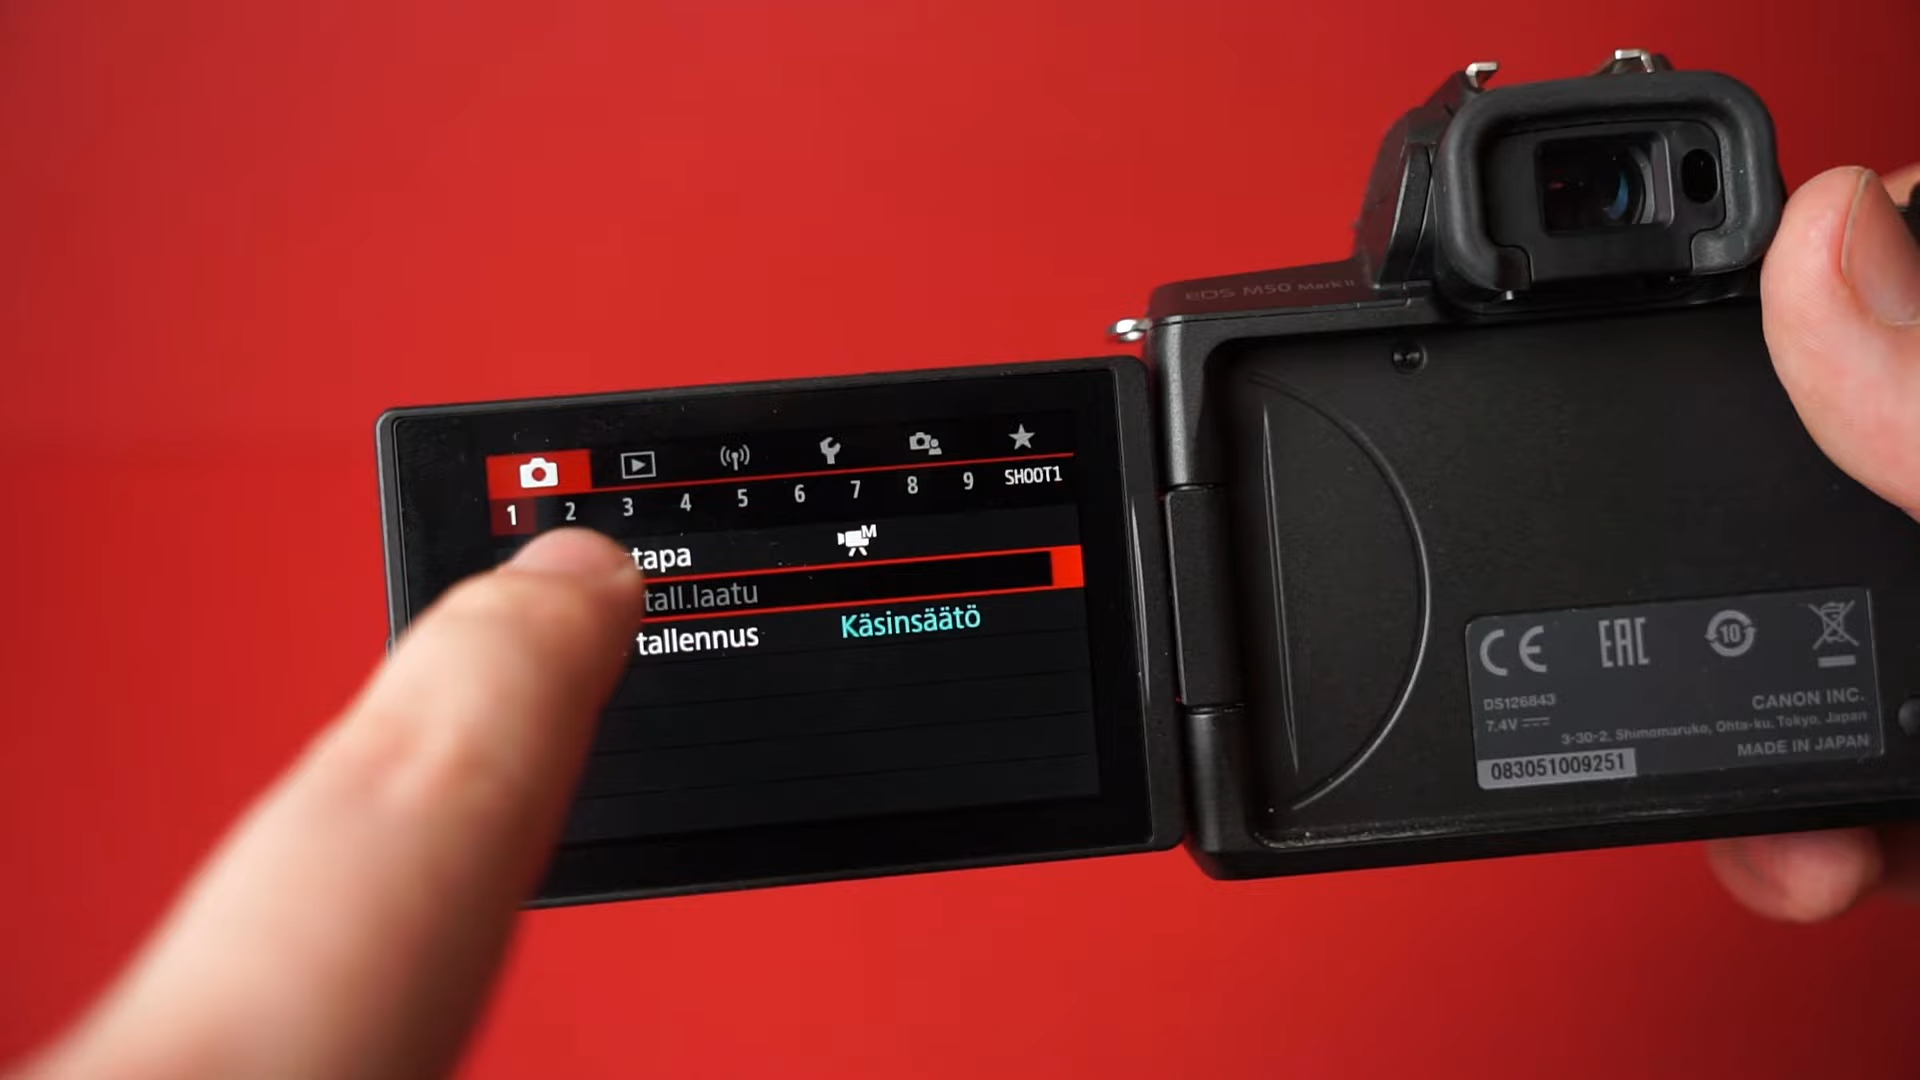 1 2 3 4 5 6 7 8 9 SHOOT1
tapa
M
tall.laatu
tallennus Käsinsäätö
EOS M50 Mark II
CE EAC 10
DS126843
CANON INC.
7.4V
3-30-2, Shimomaruko, Ohta-ku, Tokyo, Japan
083051009251
MADE IN JAPAN